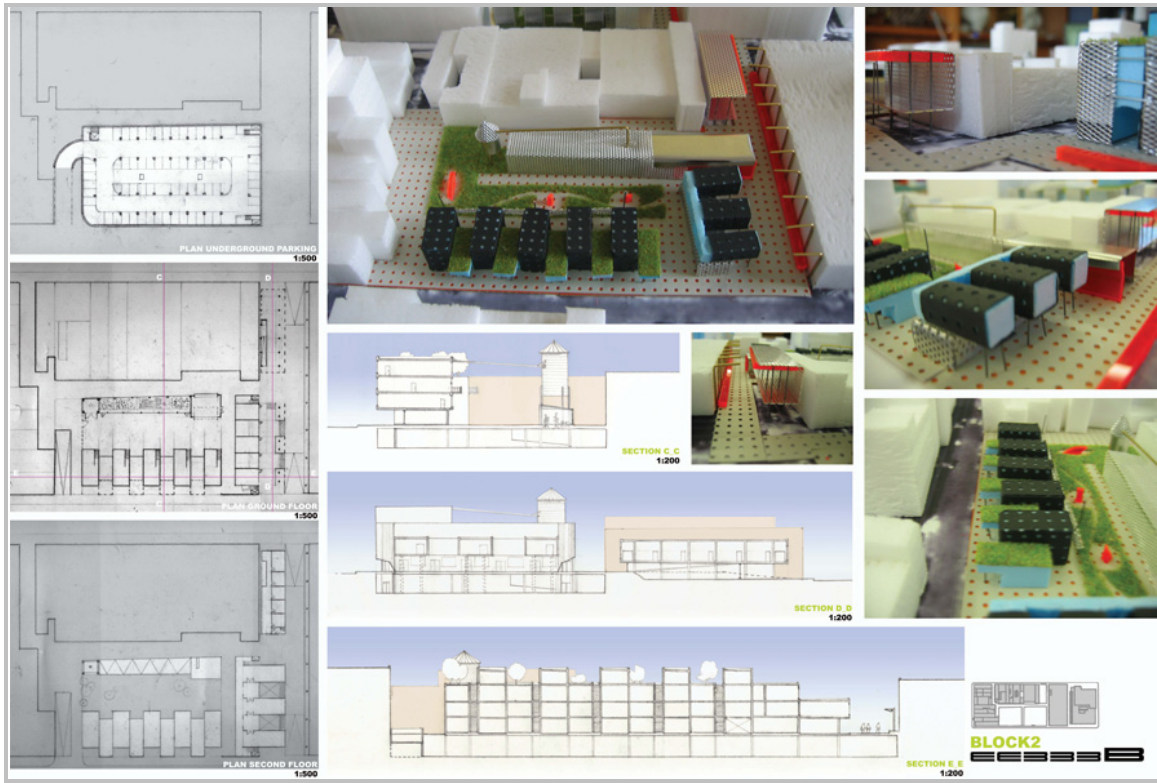 PLAN UNDERGROUND PARKING
1:500
C
D
E
E
C
D
PLAN GROUND FLOOR
1:500
PLAN SECOND FLOOR
1:500
SECTION C_C
1:200
SECTION D_D
1:200
SECTION E_E
1:200
BLOCK2